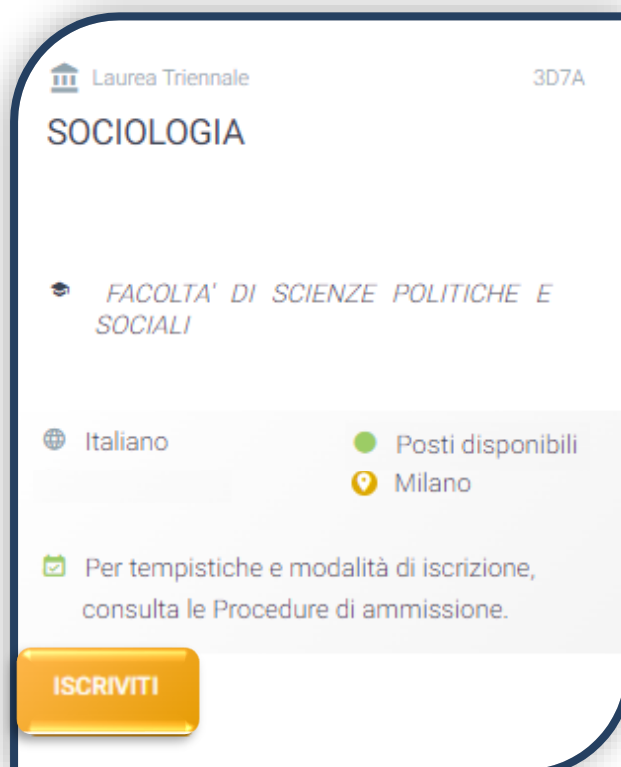 Laurea Triennale 3D7A
SOCIOLOGIA
FACOLTA' DI SCIENZE POLITICHE E
SOCIALI
Italiano
Posti disponibili
Milano
Per tempistiche e modalità di iscrizione,
consulta le Procedure di ammissione.
ISCRIVITI